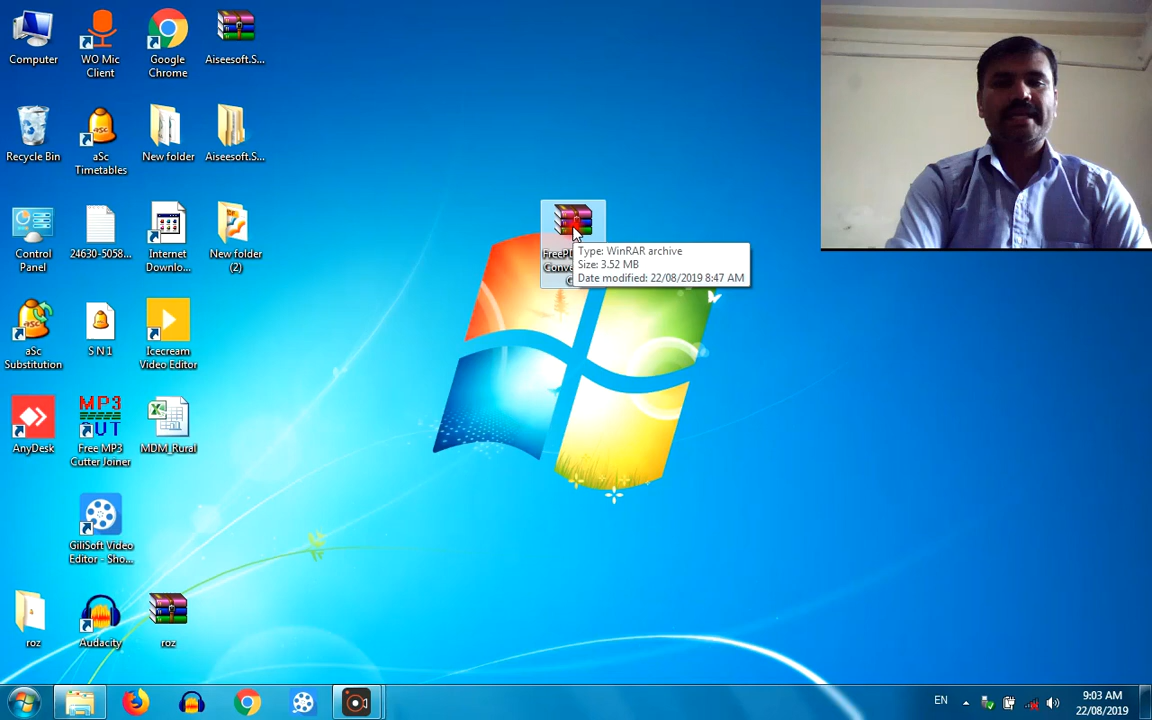 Computer
WO Mic
Client
Google
Chrome
Aiseesoft.S...
Recycle Bin
aSc
Timetables
New folder
Aiseesoft.S...
Control
Panel
24630-5058...
Internet
Downlo...
New folder
(2)
Type: WinRAR archive
Size: 3.52 MB
Date modified: 22/08/2019 8:47 AM
aSc
Substitution
S N 1
Icecream
Video Editor
AnyDesk
MP3
CUT
Free MP3
Cutter Joiner
MDM_Rural
GiliSoft Video
Editor - Sho...
roz
Audacity
roz
EN
9:03 AM
22/08/2019